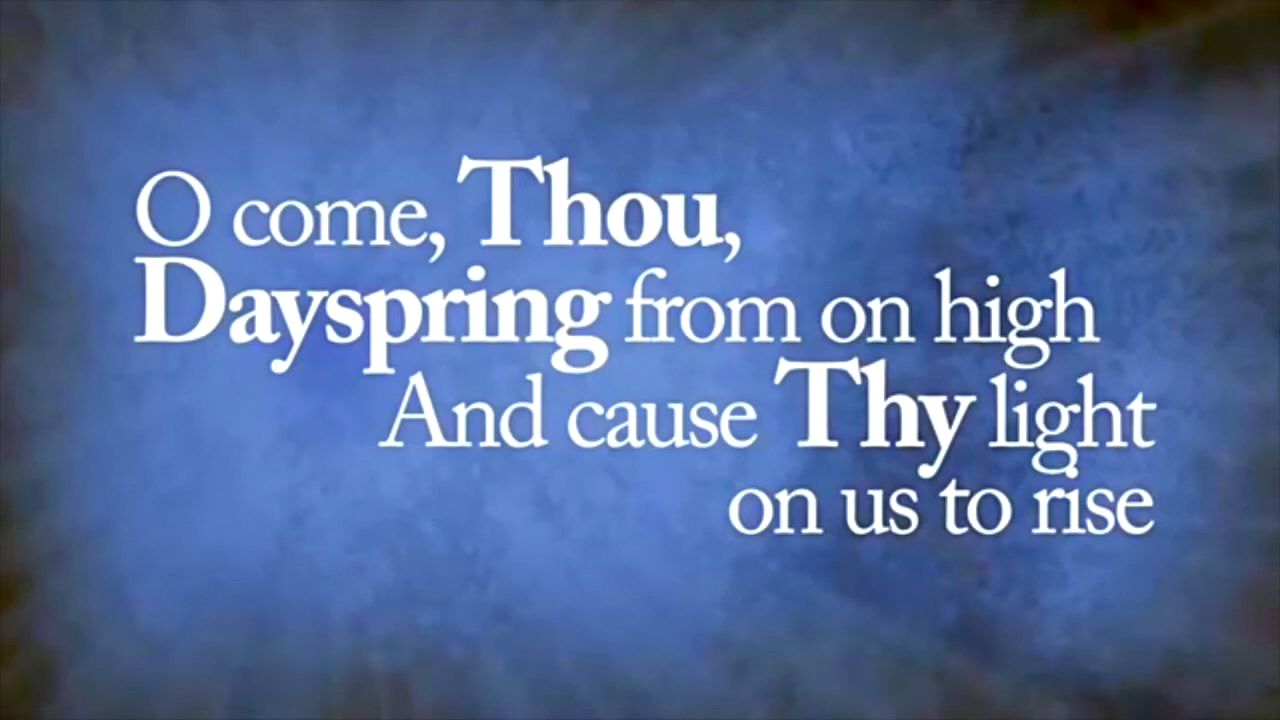 O come, Thou,
Dayspring from on high
And cause Thy light
on us to rise